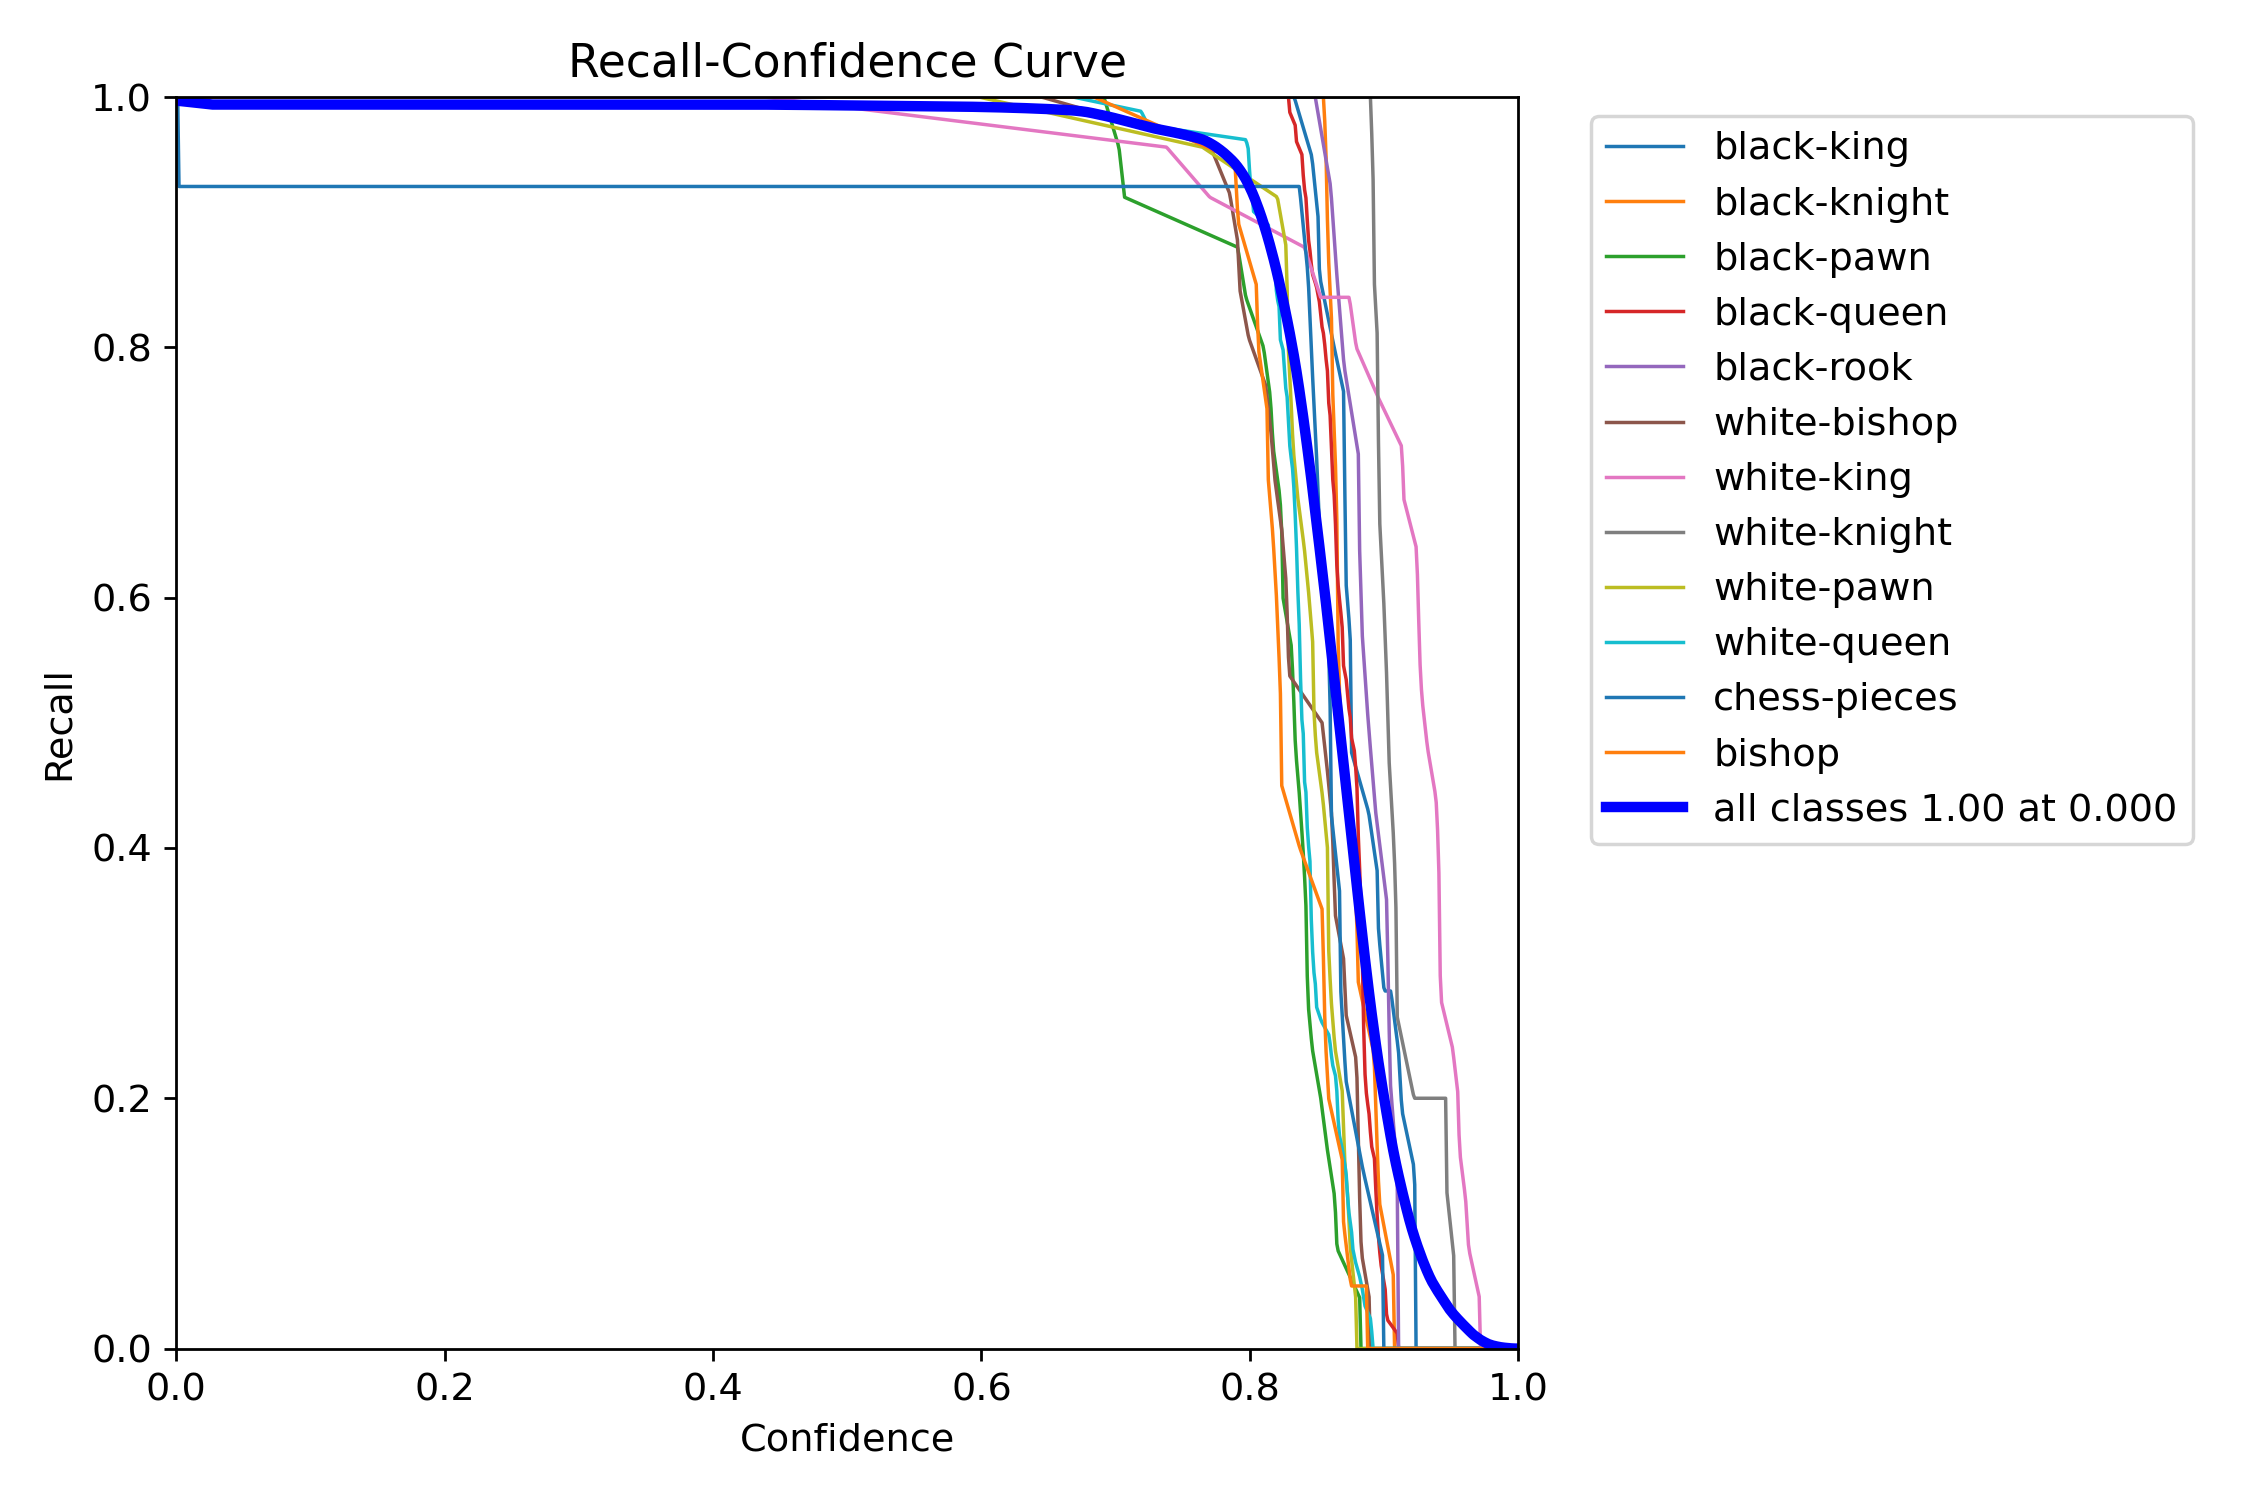 Recall-Confidence Curve
1.0
0.8
0.6
0.4
0.2
0.0
Recall
0.0 0.2 0.4 0.6 0.8 1.0
Confidence
black-king
black-knight
black-pawn
black-queen
black-rook
white-bishop
white-king
white-knight
white-pawn
white-queen
chess-pieces
bishop
all classes 1.00 at 0.000